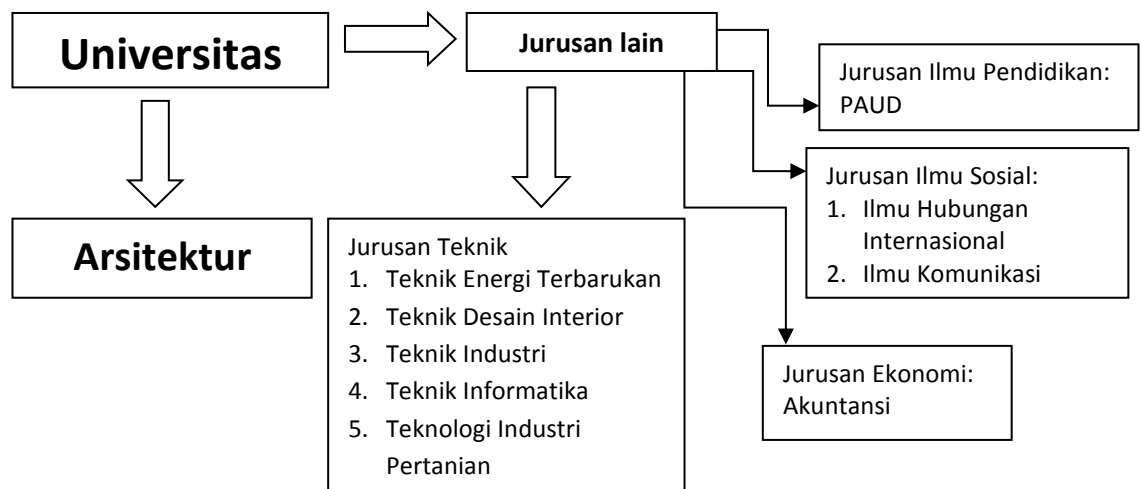 Universitas
Jurusan lain
Jurusan Ilmu Pendidikan:
PAUD
Jurusan Ilmu Sosial:
1. Ilmu Hubungan
Internasional
2. Ilmu Komunikasi
Arsitektur
Jurusan Teknik
1. Teknik Energi Terbarukan
2. Teknik Desain Interior
3. Teknik Industri
4. Teknik Informatika
5. Teknologi Industri
Pertanian
Jurusan Ekonomi:
Akuntansi